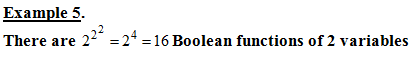 Example 5.
There are 2^{2^2} = 2^4 = 16 Boolean functions of 2 variables